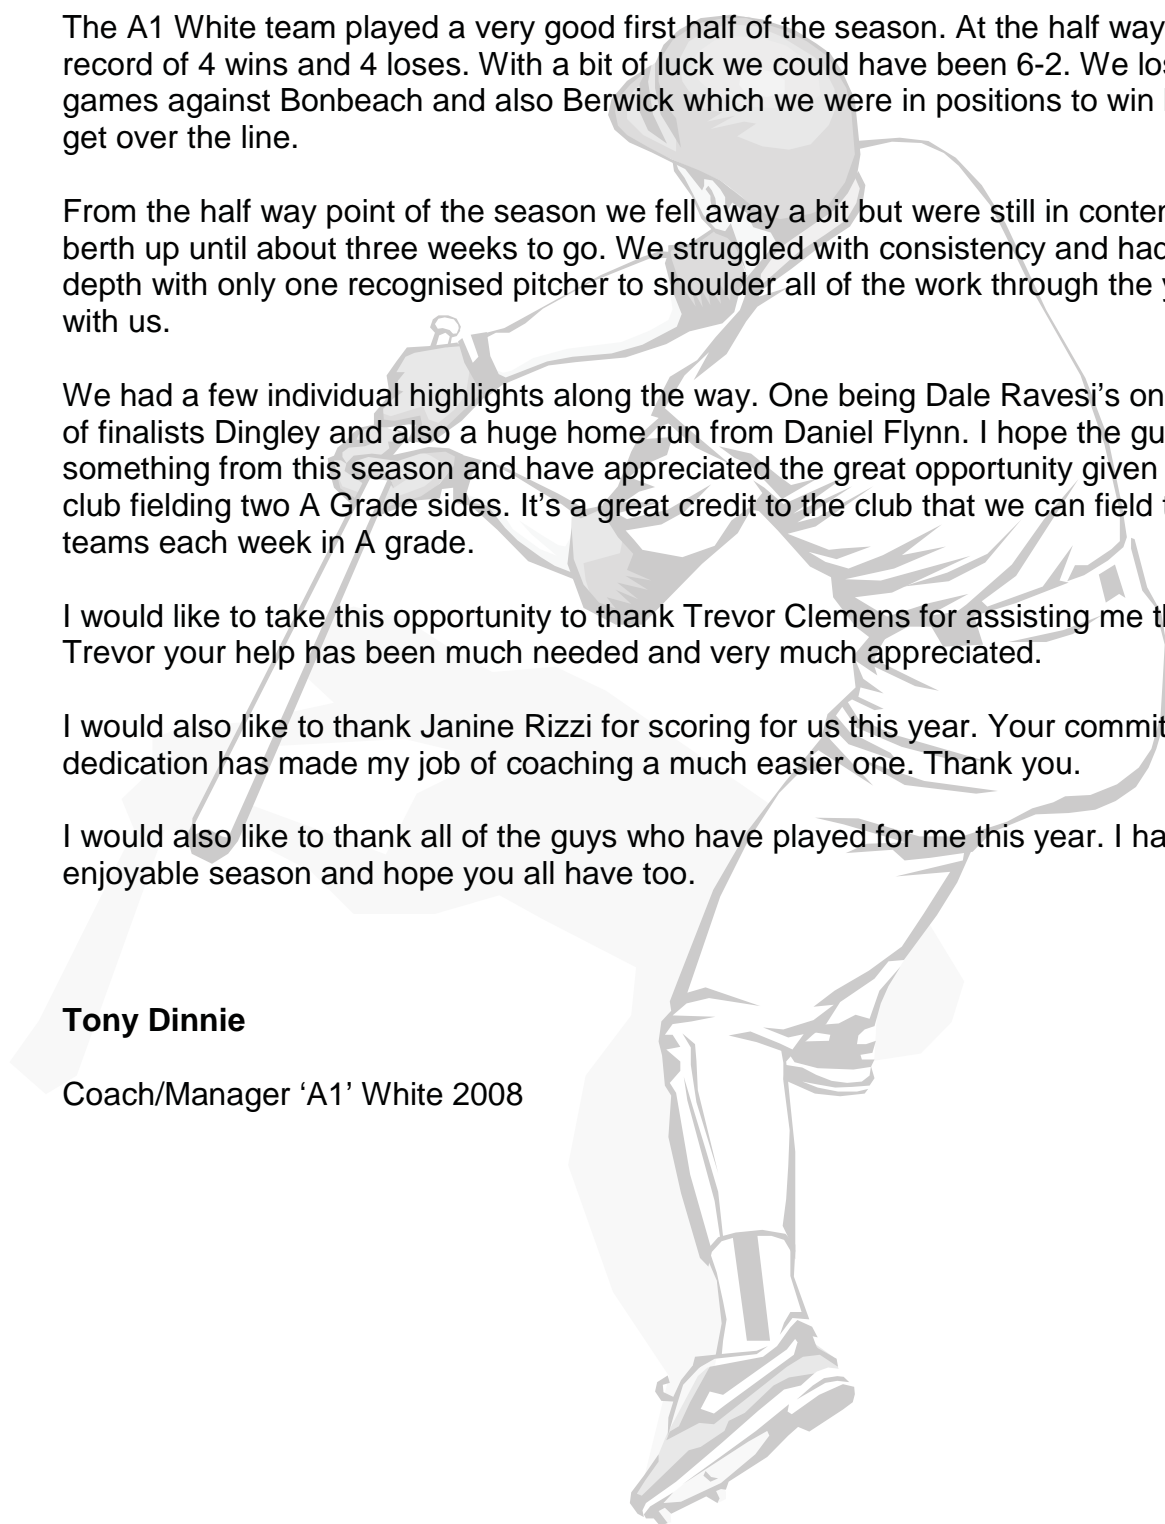 The A1 White team played a very good first half of the season. At the half way
record of 4 wins and 4 loses. With a bit of luck we could have been 6-2. We
games against Bonbeach and also Berwick which we were in positions to win
get over the line.
From the half way point of the season we fell away a bit but were still in
berth up until about three weeks to go. We struggled with consistency and had
depth with only one recognised pitcher to shoulder all of the work through the
with us.
We had a few individual highlights along the way. One being Dale Ravesi’s
of finalists Dingley and also a huge home run from Daniel Flynn. I hope the
something from this season and have appreciated the great opportunity given
club fielding two A Grade sides. It’s a great credit to the club that we can field
teams each week in A grade.
I would like to take this opportunity to thank Trevor Clemens for assisting me
Trevor your help has been much needed and very much appreciated.
I would also like to thank Janine Rizzi for scoring for us this year. Your
dedication has made my job of coaching a much easier one. Thank you.
I would also like to thank all of the guys who have played for me this year. I
enjoyable season and hope you all have too.
Tony Dinnie
Coach/Manager ‘A1’ White 2008